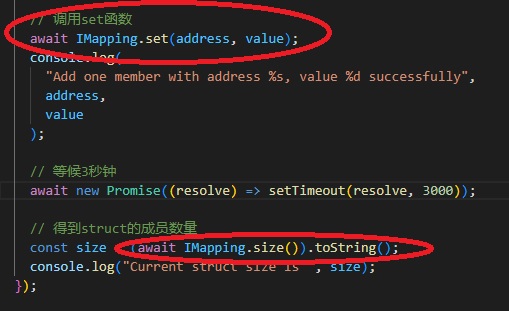 // 调用set函数
await IMapping.set(address, value);
console.log(
"Add one member with address %s, value %d successfully",
address,
value
);
// 等候3秒钟
await new Promise((resolve) => setTimeout(resolve, 3000));
// 得到struct的成员数量
const size (await IMapping.size()).toString();
console.log("Current struct size is ", size);
});